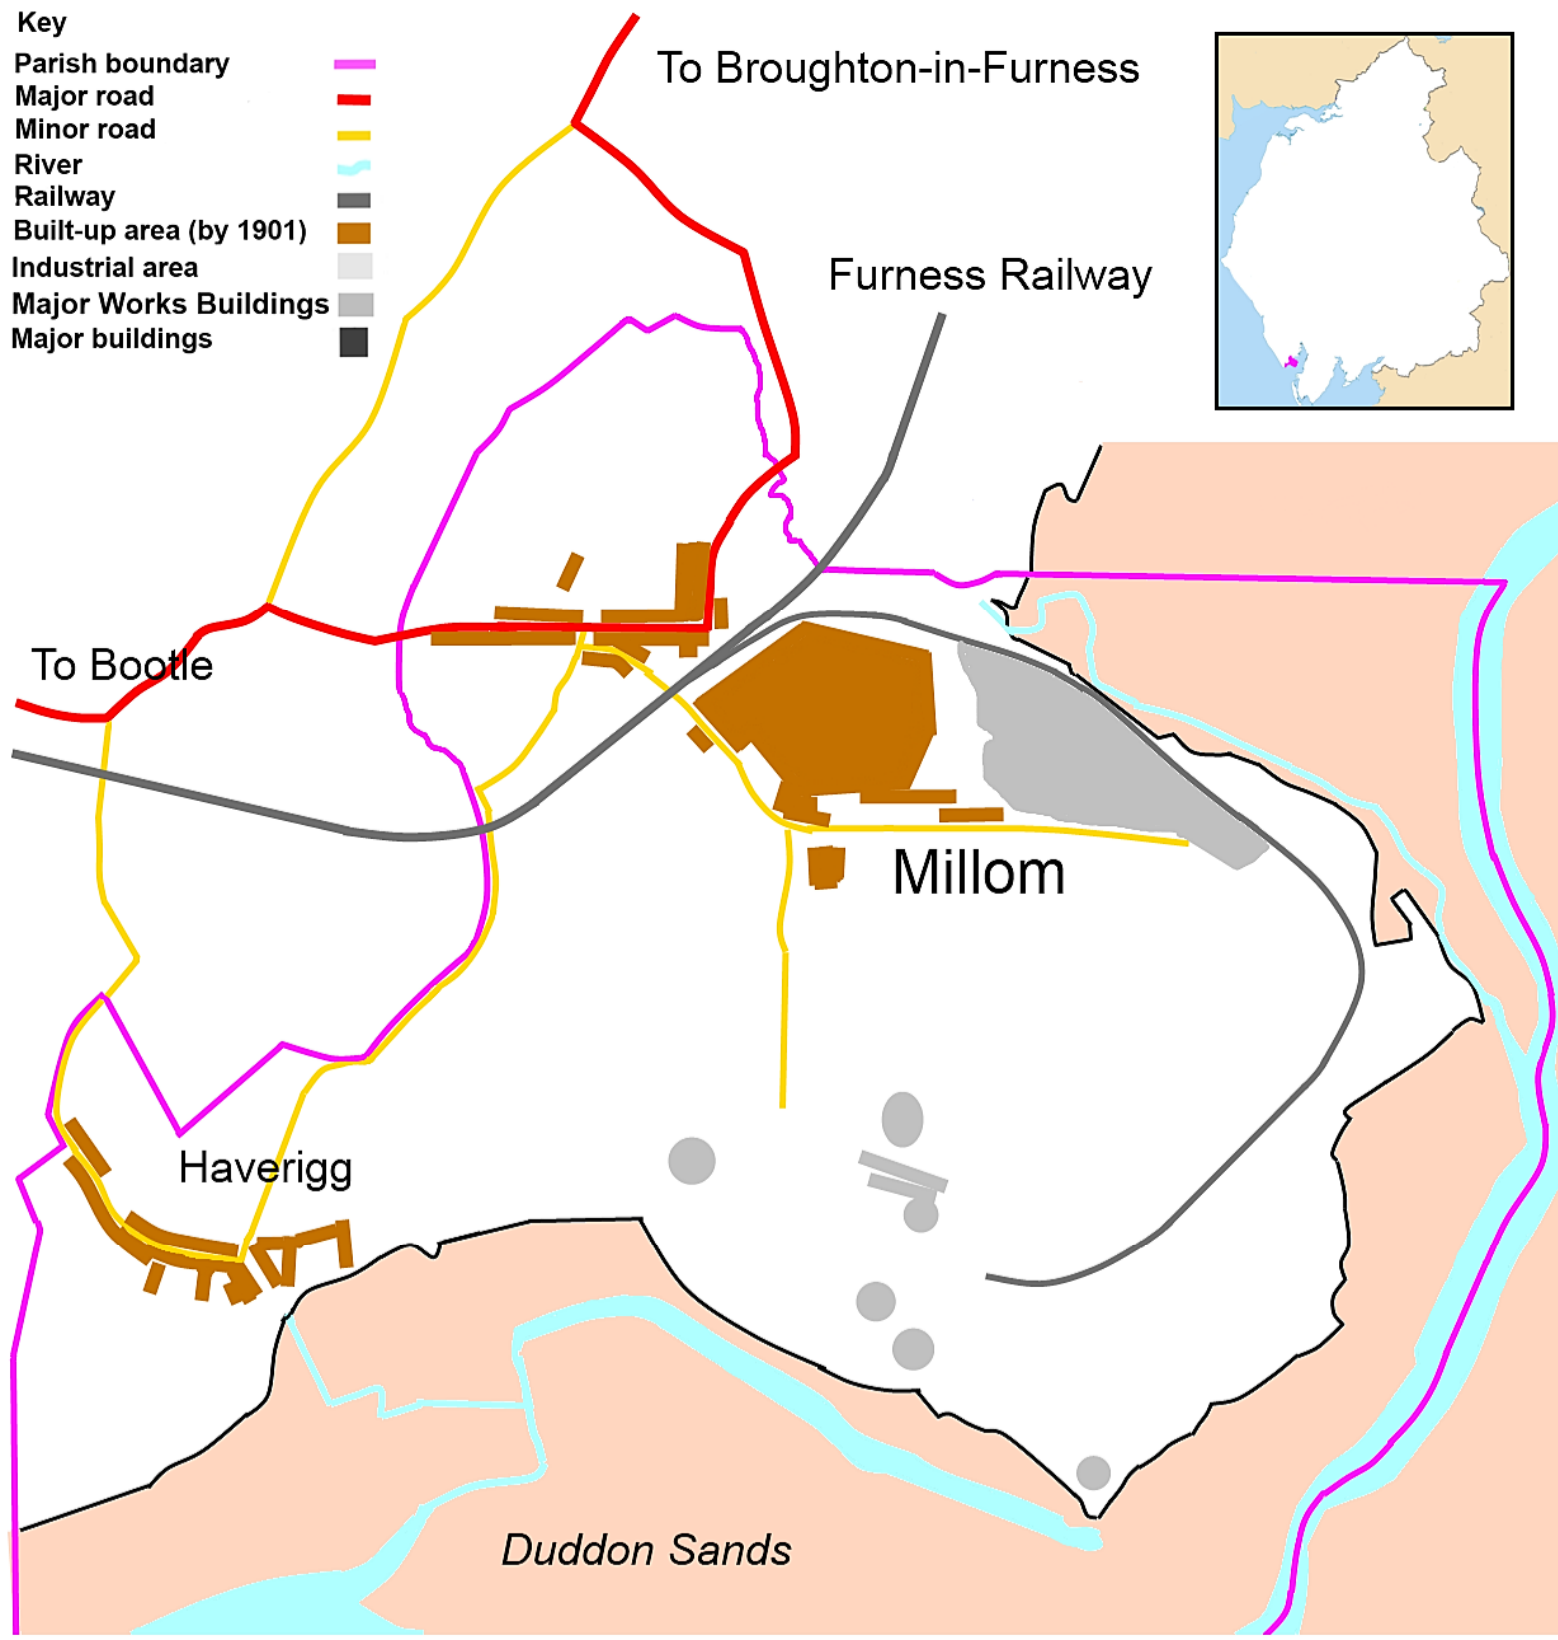 Key
Parish boundary
Major road
Minor road
River
Railway
Built-up area (by 1901)
Industrial area
Major Works Buildings
Major buildings
To Broughton-in-Furness
Furness Railway
To Bootle
Millom
Haverigg
Duddon Sands